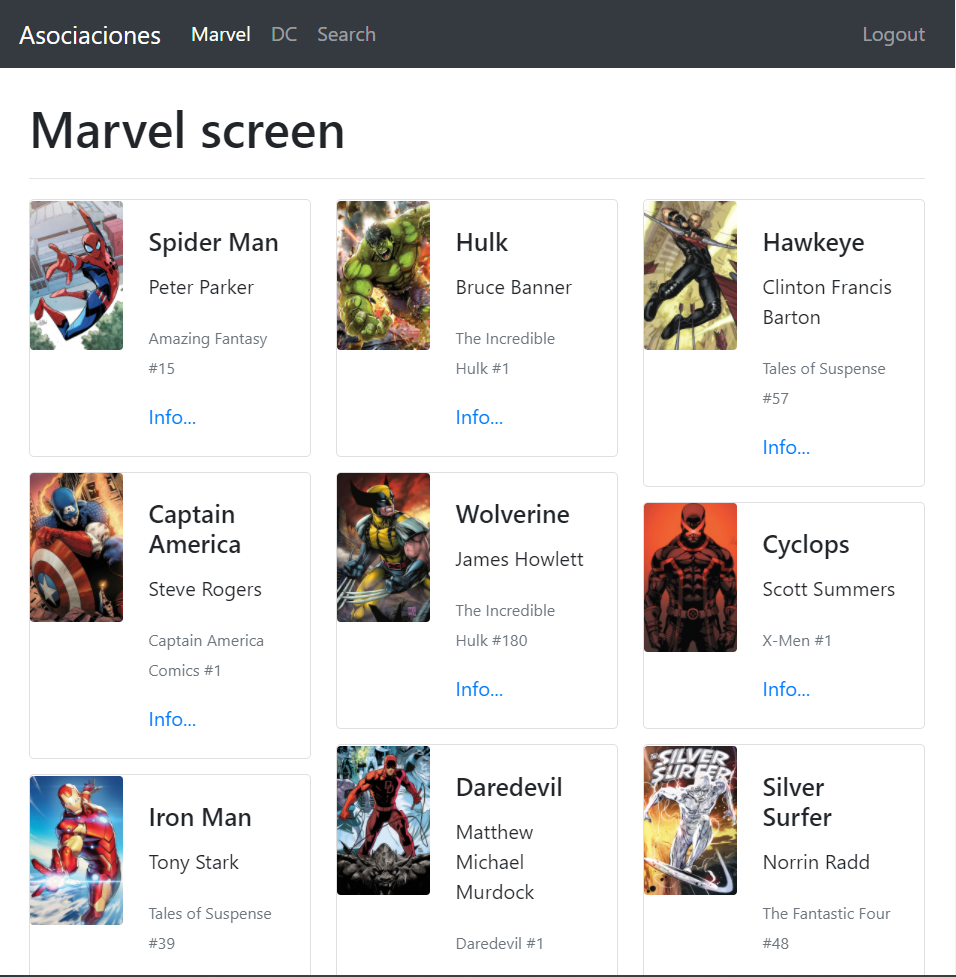 Asociaciones Marvel DC Search Logout
Marvel screen
Spider Man
Peter Parker
Amazing Fantasy
#15
Info...
Captain
America
Steve Rogers
Captain America
Comics #1
Info...
Iron Man
Tony Stark
Tales of Suspense
#39
Hulk
Bruce Banner
The Incredible
Hulk #1
Info...
Wolverine
James Howlett
The Incredible
Hulk #180
Info...
Daredevil
Matthew
Michael
Murdock
Daredevil #1
Hawkeye
Clinton Francis
Barton
Tales of Suspense
#57
Info...
Cyclops
Scott Summers
X-Men #1
Info...
SILVER
SURFER
Silver
Surfer
Norrin Radd
The Fantastic Four
#48